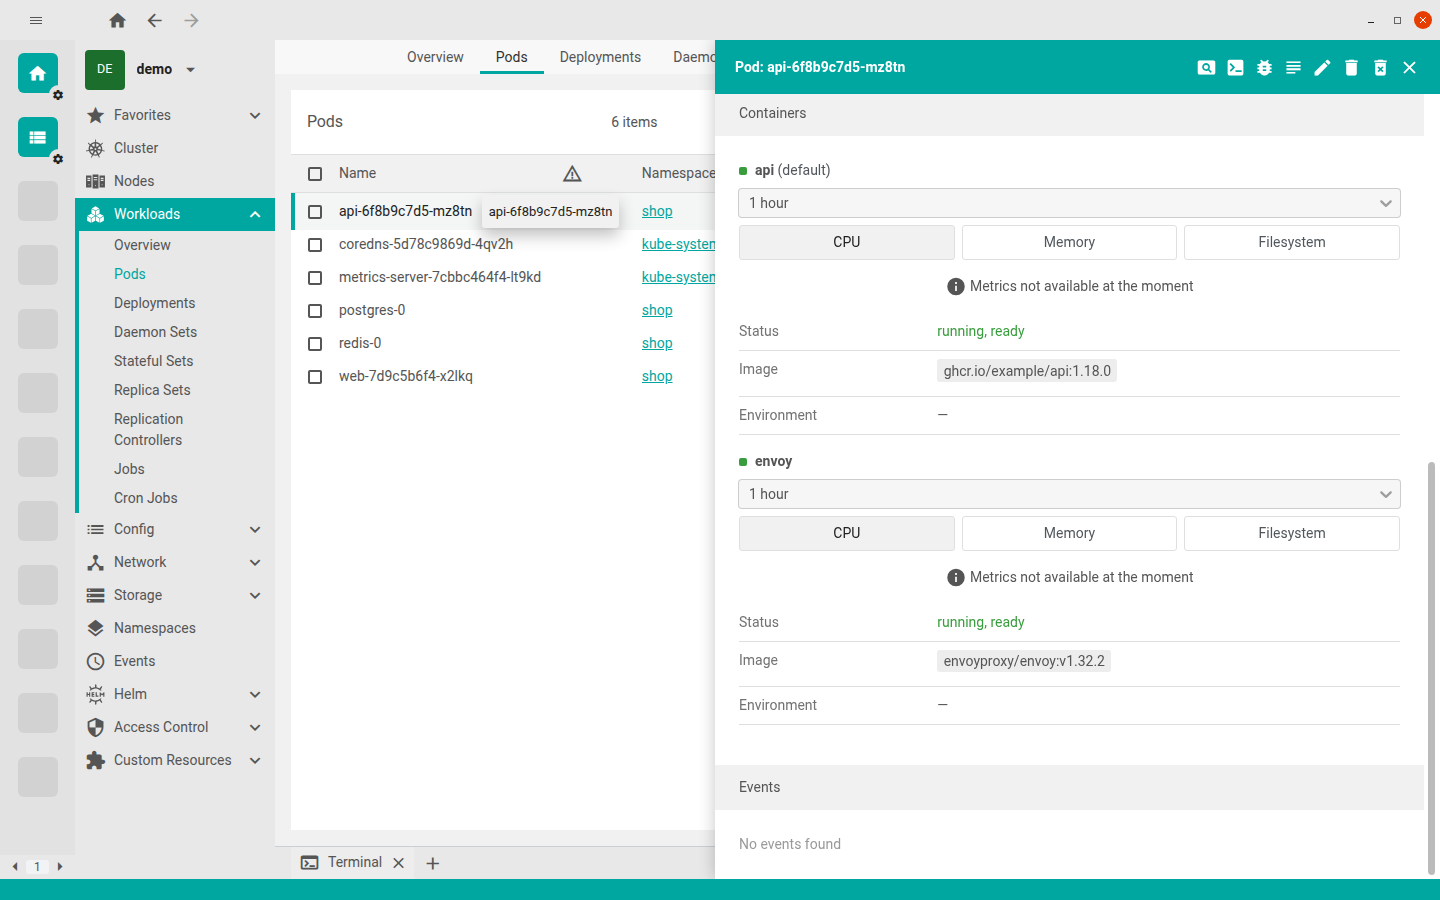 DE
demo
Favorites
Cluster
Nodes
Workloads
Overview
Pods
Deployments
Daemon Sets
Stateful Sets
Replica Sets
Replication
Controllers
Jobs
Cron Jobs
Config
Network
Storage
Namespaces
Events
HELM
Helm
Access Control
Custom Resources
1
Overview
Pods
Deployments
Daemo
Pods
6 items
Name
Namespace
api-6f8b9c7d5-mz8tn
api-6f8b9c7d5-mz8tn
shop
coredns-5d78c9869d-4qv2h
kube-system
metrics-server-7cbbc464f4-lt9kd
kube-system
postgres-0
shop
redis-0
shop
web-7d9c5b6f4-x2lkq
shop
Terminal
Pod: api-6f8b9c7d5-mz8tn
Containers
api (default)
1 hour
CPU
Memory
Filesystem
Metrics not available at the moment
Status
running, ready
Image
ghcr.io/example/api:1.18.0
Environment
—
envoy
1 hour
CPU
Memory
Filesystem
Metrics not available at the moment
Status
running, ready
Image
envoyproxy/envoy:v1.32.2
Environment
—
Events
No events found